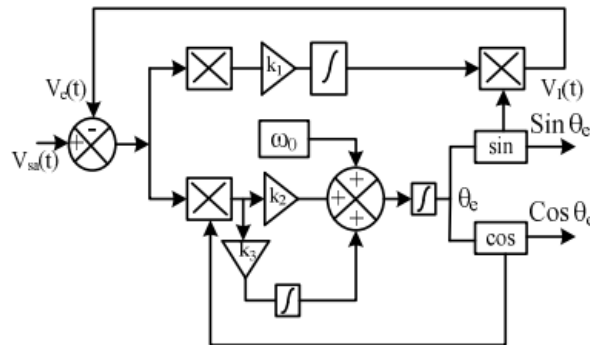 k₁
∫
Vₑ(t)
V₁(t)
-
+
Vₛₐ(t)
ω₀
sin
Sin θₑ
+
+
+
k₂
∫
θₑ
k₃
cos
Cos θₑ
∫